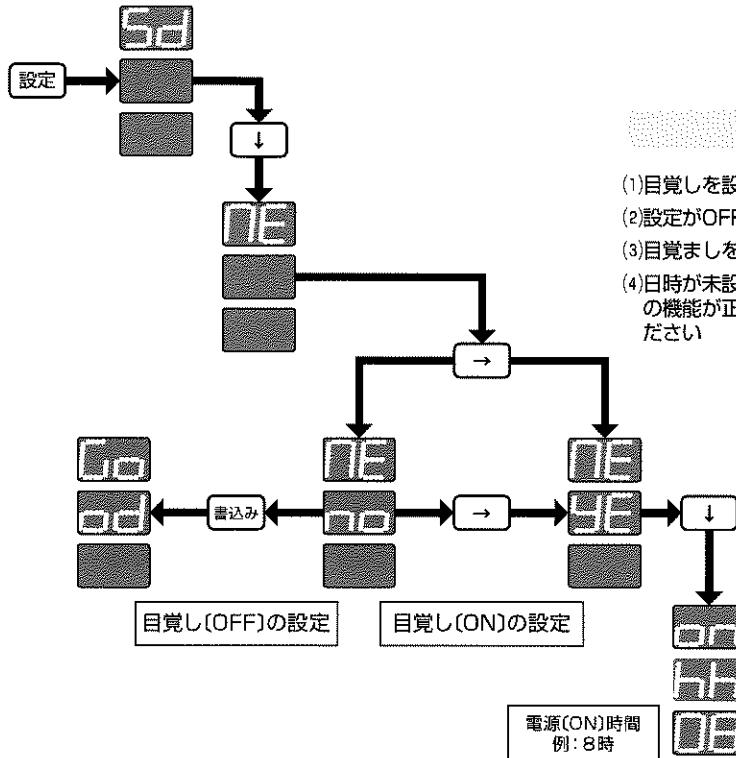 Sd
設定
↓
ME
(1)目覚しを設
(2)設定がOFF
(3)目覚ましを
(4)日時が未設
の機能が正
ださい
→
Go
ME
ME
od
書込み
no
→
YE
↓
目覚し〔OFF〕の設定
目覚し〔ON〕の設定
on
hH
電源〔ON〕時間
例：8時
08